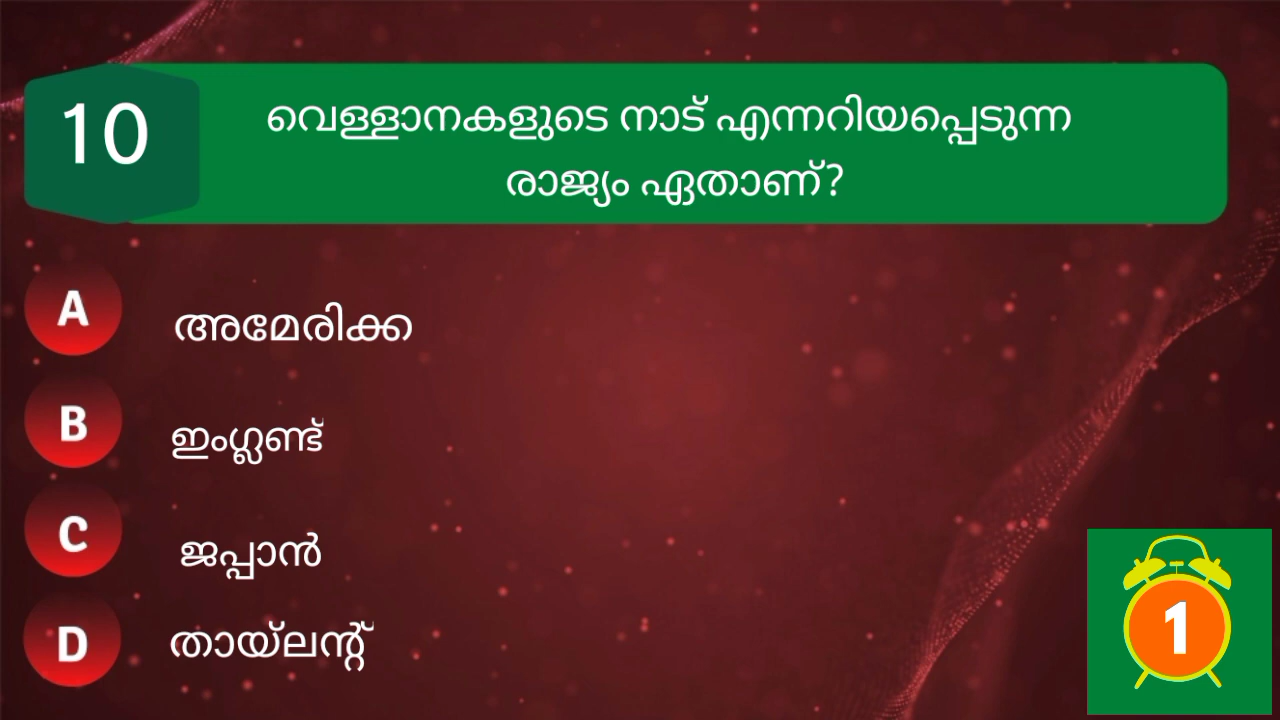 10
വെള്ളാനകളുടെ നാട് എന്നറിയപ്പെടുന്ന
രാജ്യം ഏതാണ്?
A അമേരിക്ക
B ഇംഗ്ലണ്ട്
C ജപ്പാൻ
D തായ്‌ലന്റ്
1